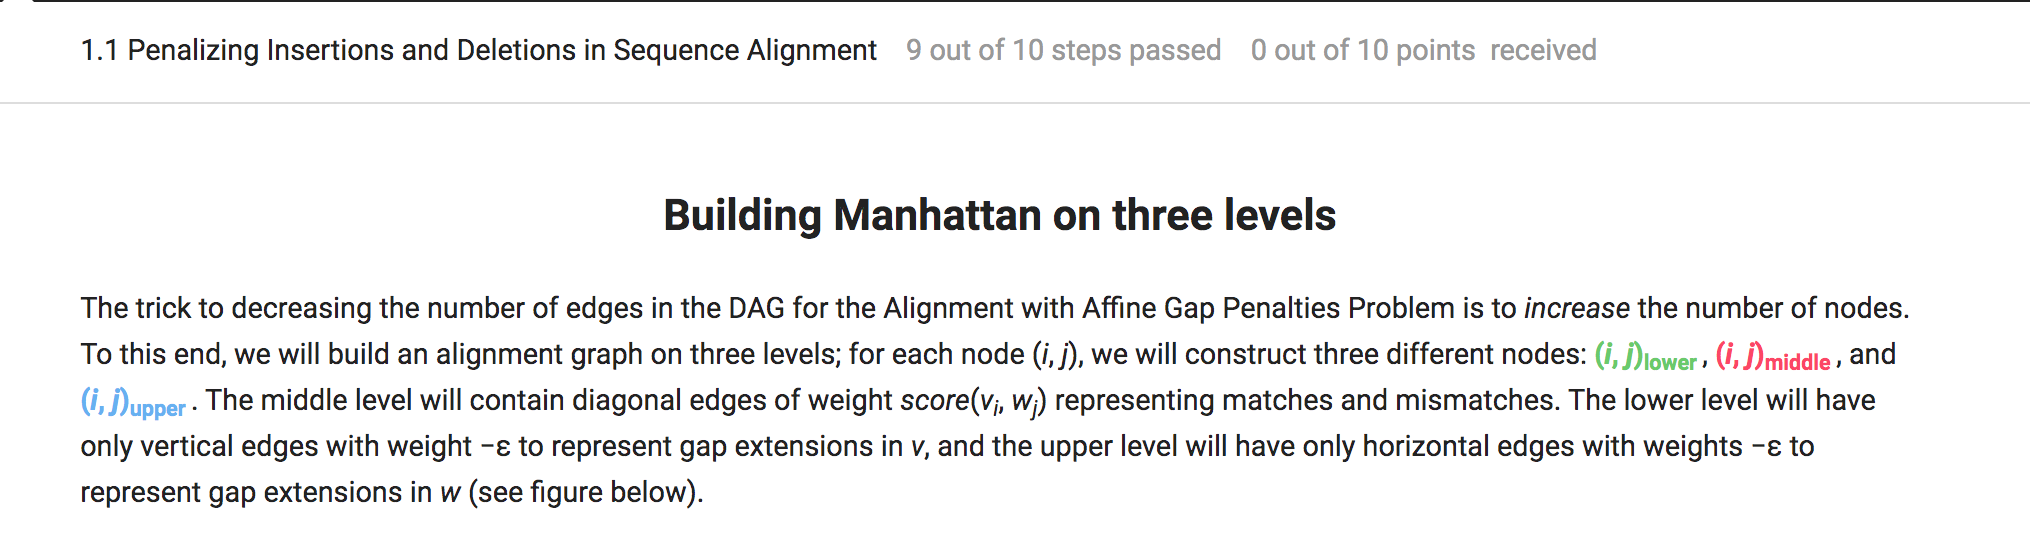 1.1 Penalizing Insertions and Deletions in Sequence Alignment 9 out of 10 steps passed 0 out of 10 points received
Building Manhattan on three levels
The trick to decreasing the number of edges in the DAG for the Alignment with Affine Gap Penalties Problem is to increase the number of nodes.
To this end, we will build an alignment graph on three levels; for each node (i, j), we will construct three different nodes: (i, j)lower , (i, j)middle , and
(i, j)upper . The middle level will contain diagonal edges of weight score(vi, wj) representing matches and mismatches. The lower level will have
only vertical edges with weight −ε to represent gap extensions in v, and the upper level will have only horizontal edges with weights −ε to
represent gap extensions in w (see figure below).